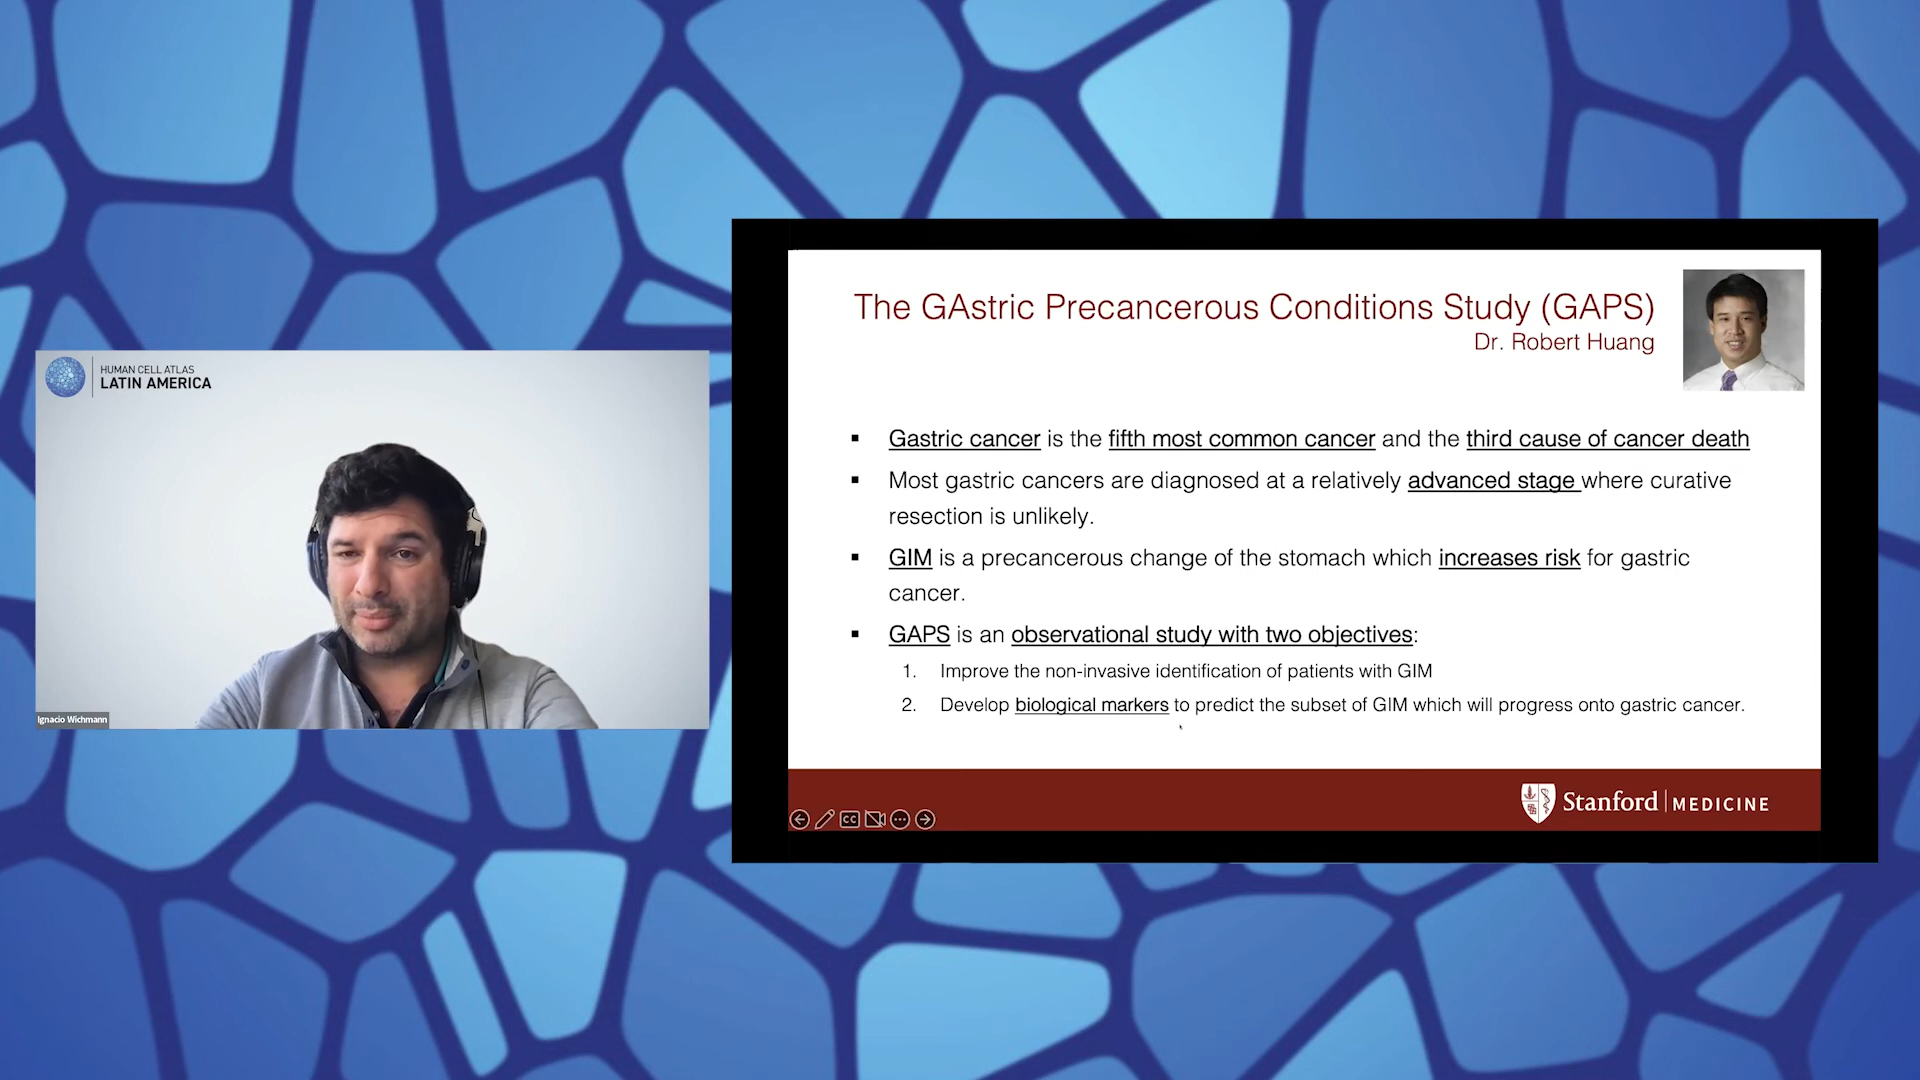 HUMAN CELL ATLAS
LATIN AMERICA
Ignacio Wichmann
The GAstric Precancerous Conditions Study (GAPS)
Dr. Robert Huang
▪ Gastric cancer is the fifth most common cancer and the third cause of cancer death
▪ Most gastric cancers are diagnosed at a relatively advanced stage where curative
resection is unlikely.
▪ GIM is a precancerous change of the stomach which increases risk for gastric
cancer.
▪ GAPS is an observational study with two objectives:
1. Improve the non-invasive identification of patients with GIM
2. Develop biological markers to predict the subset of GIM which will progress onto gastric cancer.
CC
Stanford MEDICINE